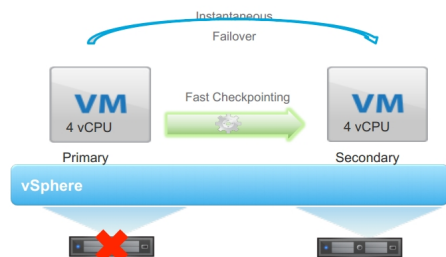 Instantaneous
Failover
VM
4 vCPU
Fast Checkpointing
VM
4 vCPU
Primary
Secondary
vSphere